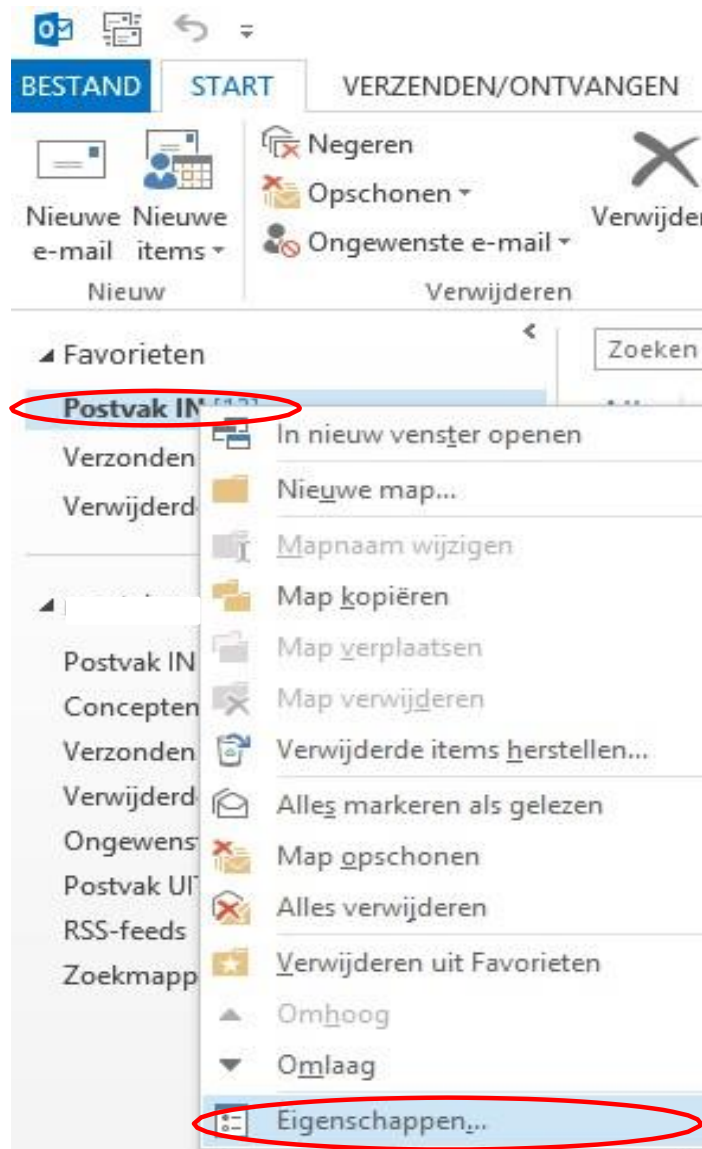 BESTAND START VERZENDEN/ONTVANGEN
Nieuwe e-mail
Nieuwe items
Negeren
Opschonen
Ongewenste e-mail
Verwijder
Nieuw
Verwijderen
Favorieten
Zoeken
Postvak IN
Verzonden
Verwijderd
Postvak IN
Concepten
Verzonden
Verwijderd
Ongewens
Postvak UI
RSS-feeds
Zoekmapp
In nieuw venster openen
Nieuwe map...
Mapnaam wijzigen
Map kopiëren
Map verplaatsen
Map verwijderen
Verwijderde items herstellen...
Alles markeren als gelezen
Map opschonen
Alles verwijderen
Verwijderen uit Favorieten
Omhoog
Omlaag
Eigenschappen...